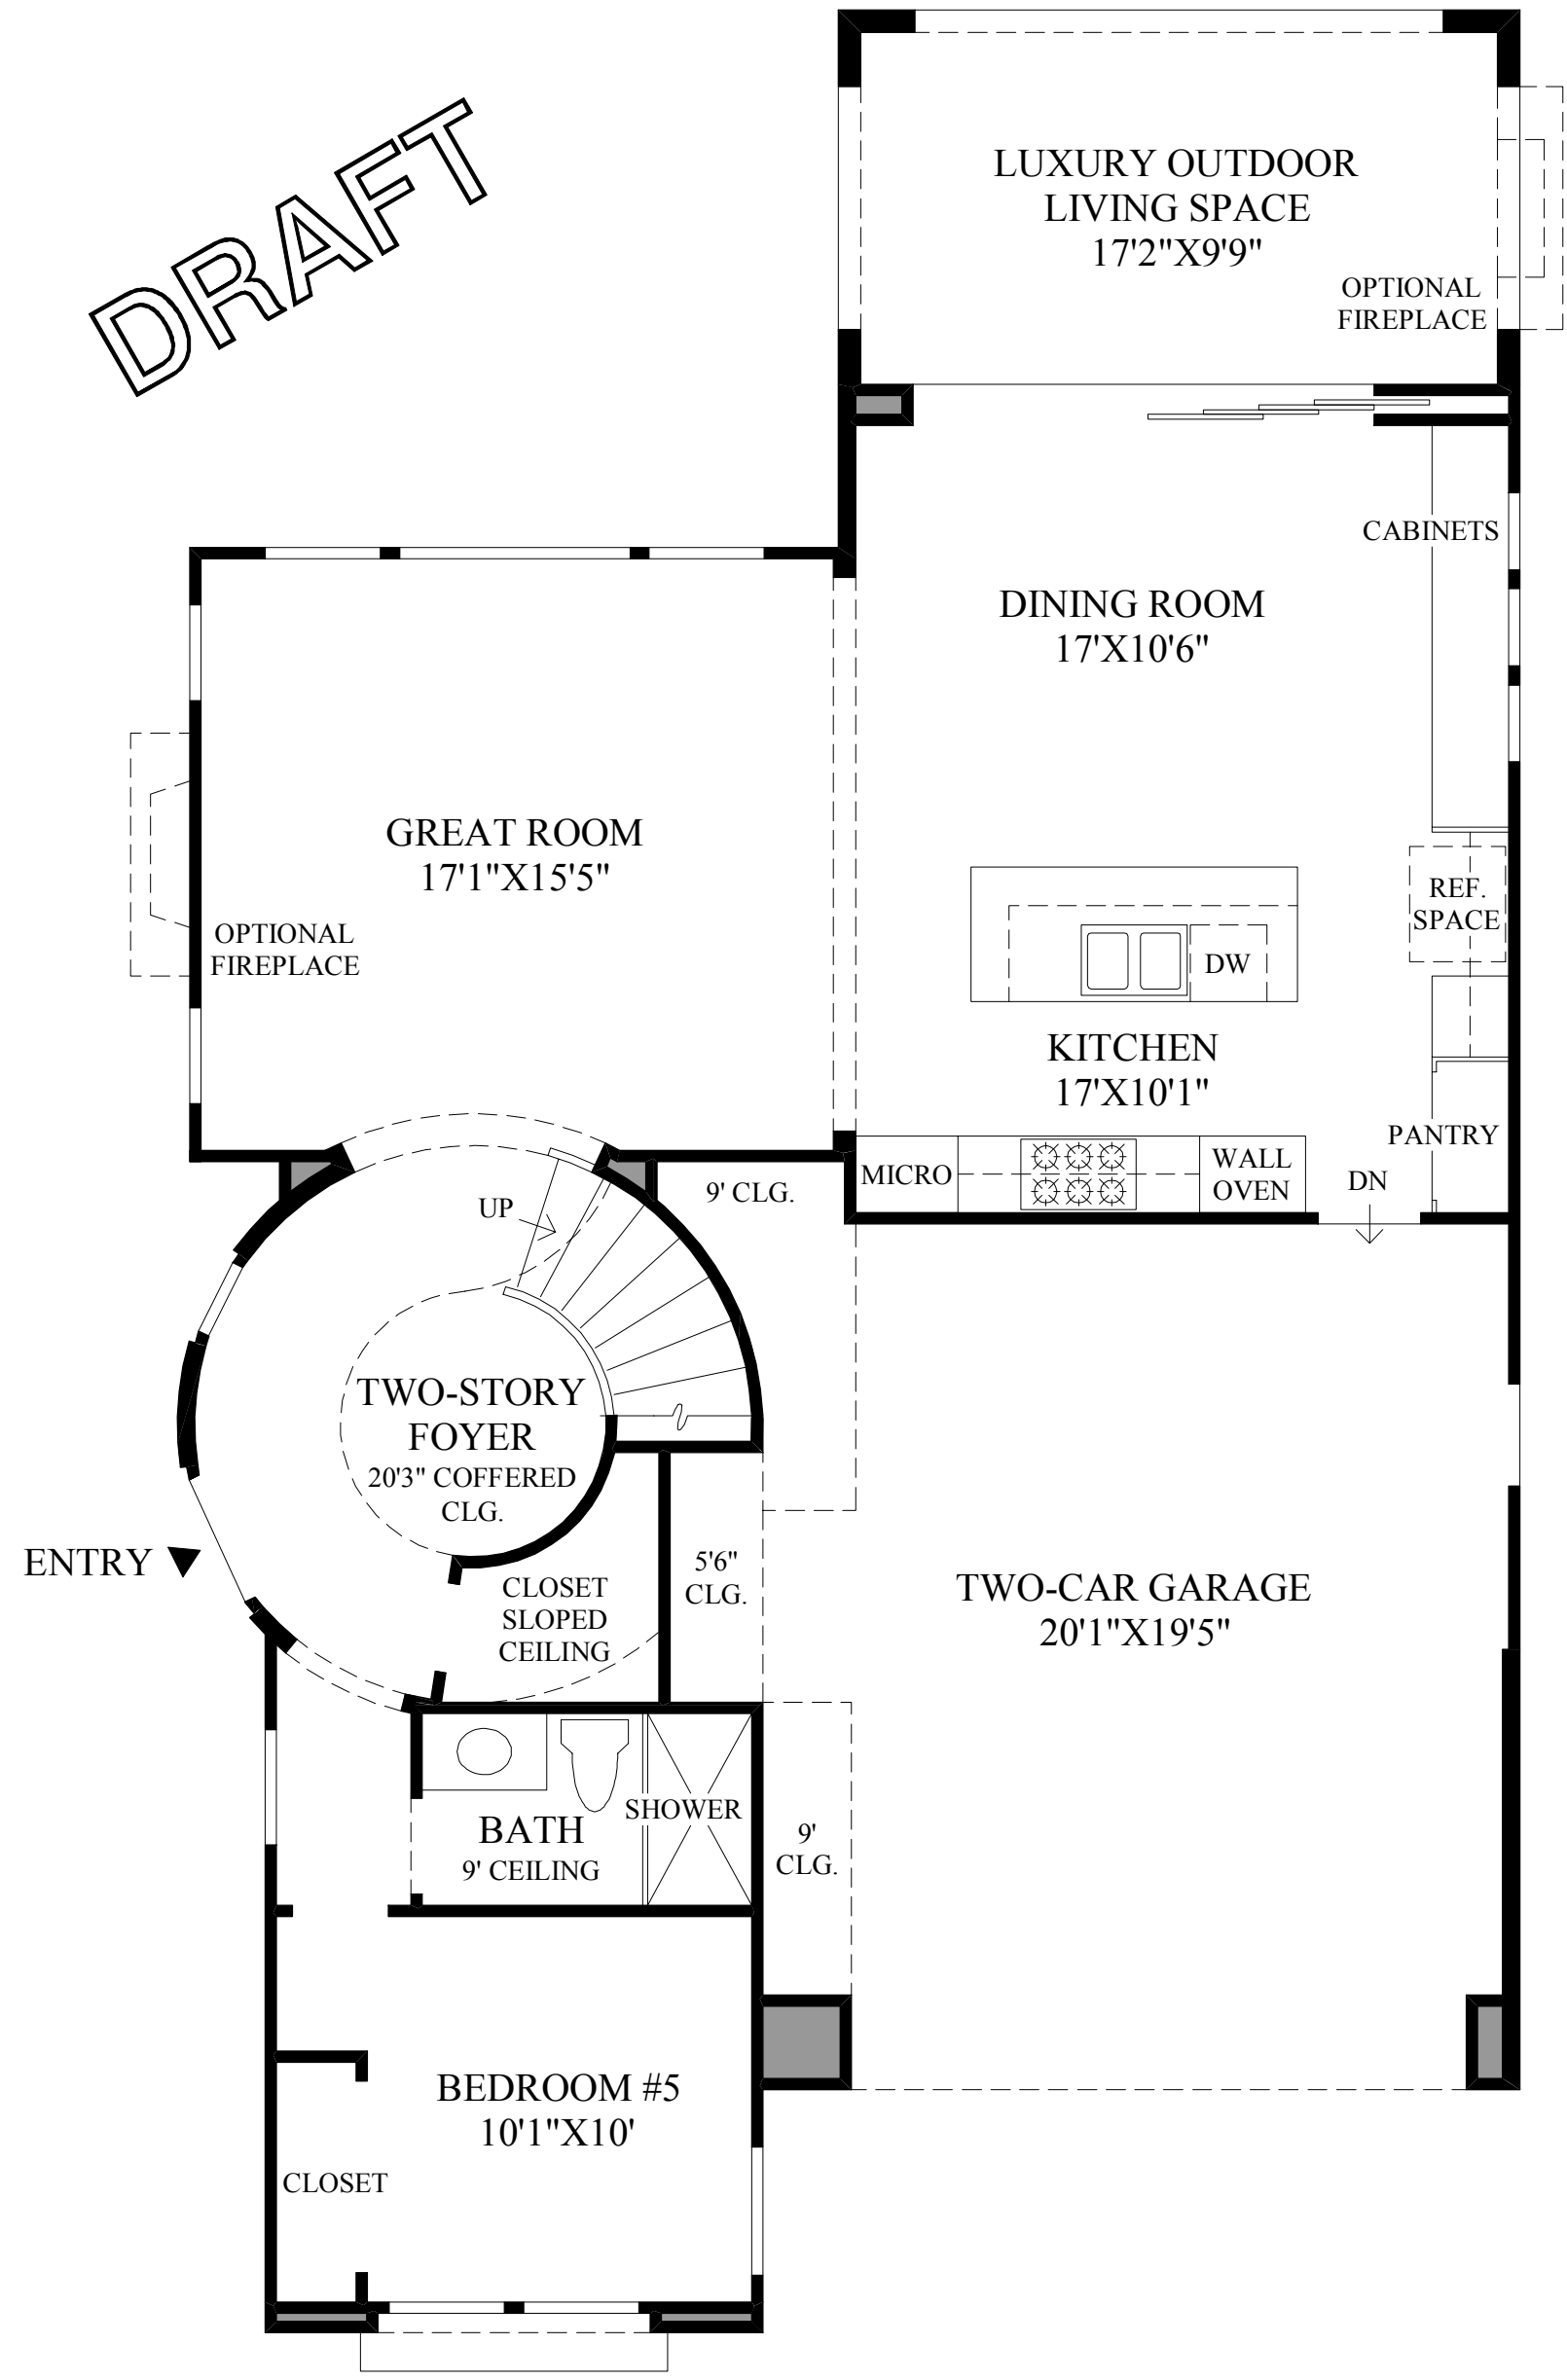 DRAFT
LUXURY OUTDOOR
LIVING SPACE
17'2"X9'9"
OPTIONAL
FIREPLACE
CABINETS
DINING ROOM
17'X10'6"
GREAT ROOM
17'1"X15'5"
OPTIONAL
FIREPLACE
REF.
SPACE
DW
KITCHEN
17'X10'1"
PANTRY
MICRO
WALL
OVEN
DN
9' CLG.
UP
TWO-STORY
FOYER
20'3" COFFERED
CLG.
ENTRY
5'6"
CLG.
CLOSET
SLOPED
CEILING
TWO-CAR GARAGE
20'1"X19'5"
SHOWER
BATH
9' CEILING
9'
CLG.
BEDROOM #5
10'1"X10'
CLOSET